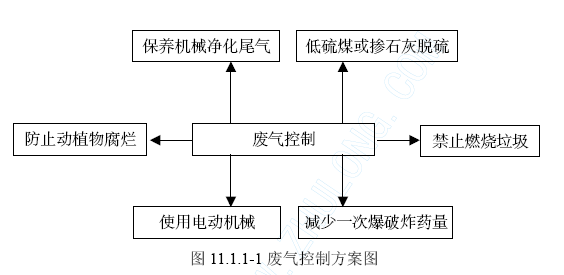 保养机械净化尾气
低硫煤或掺石灰脱硫
防止动植物腐烂
废气控制
禁止燃烧垃圾
使用电动机械
减少一次爆破炸药量
图 11.1.1-1 废气控制方案图